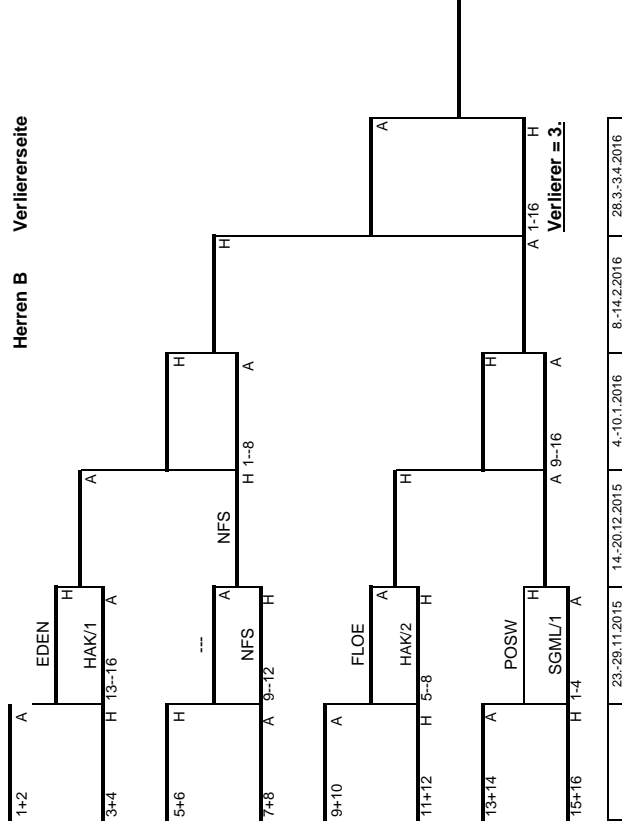 Herren B Verliererseite
1+2
A
EDEN
H
HAK/1
3+4
H
13--16
A
A
5+6
H
---
A
NFS
NFS
7+8
A
9--12
H
H 1--8
H
A
H
9+10
A
FLOE
A
HAK/2
11+12
H
5--8
H
H
13+14
A
POSW
H
SGML/1
15+16
H
1-4
A
A 9--16
H
A
A 1-16
A
H
Verlierer = 3.
23.-29.11.2015 14.-20.12.2015 4.-10.1.2016 8.-14.2.2016 28.3.-3.4.2016